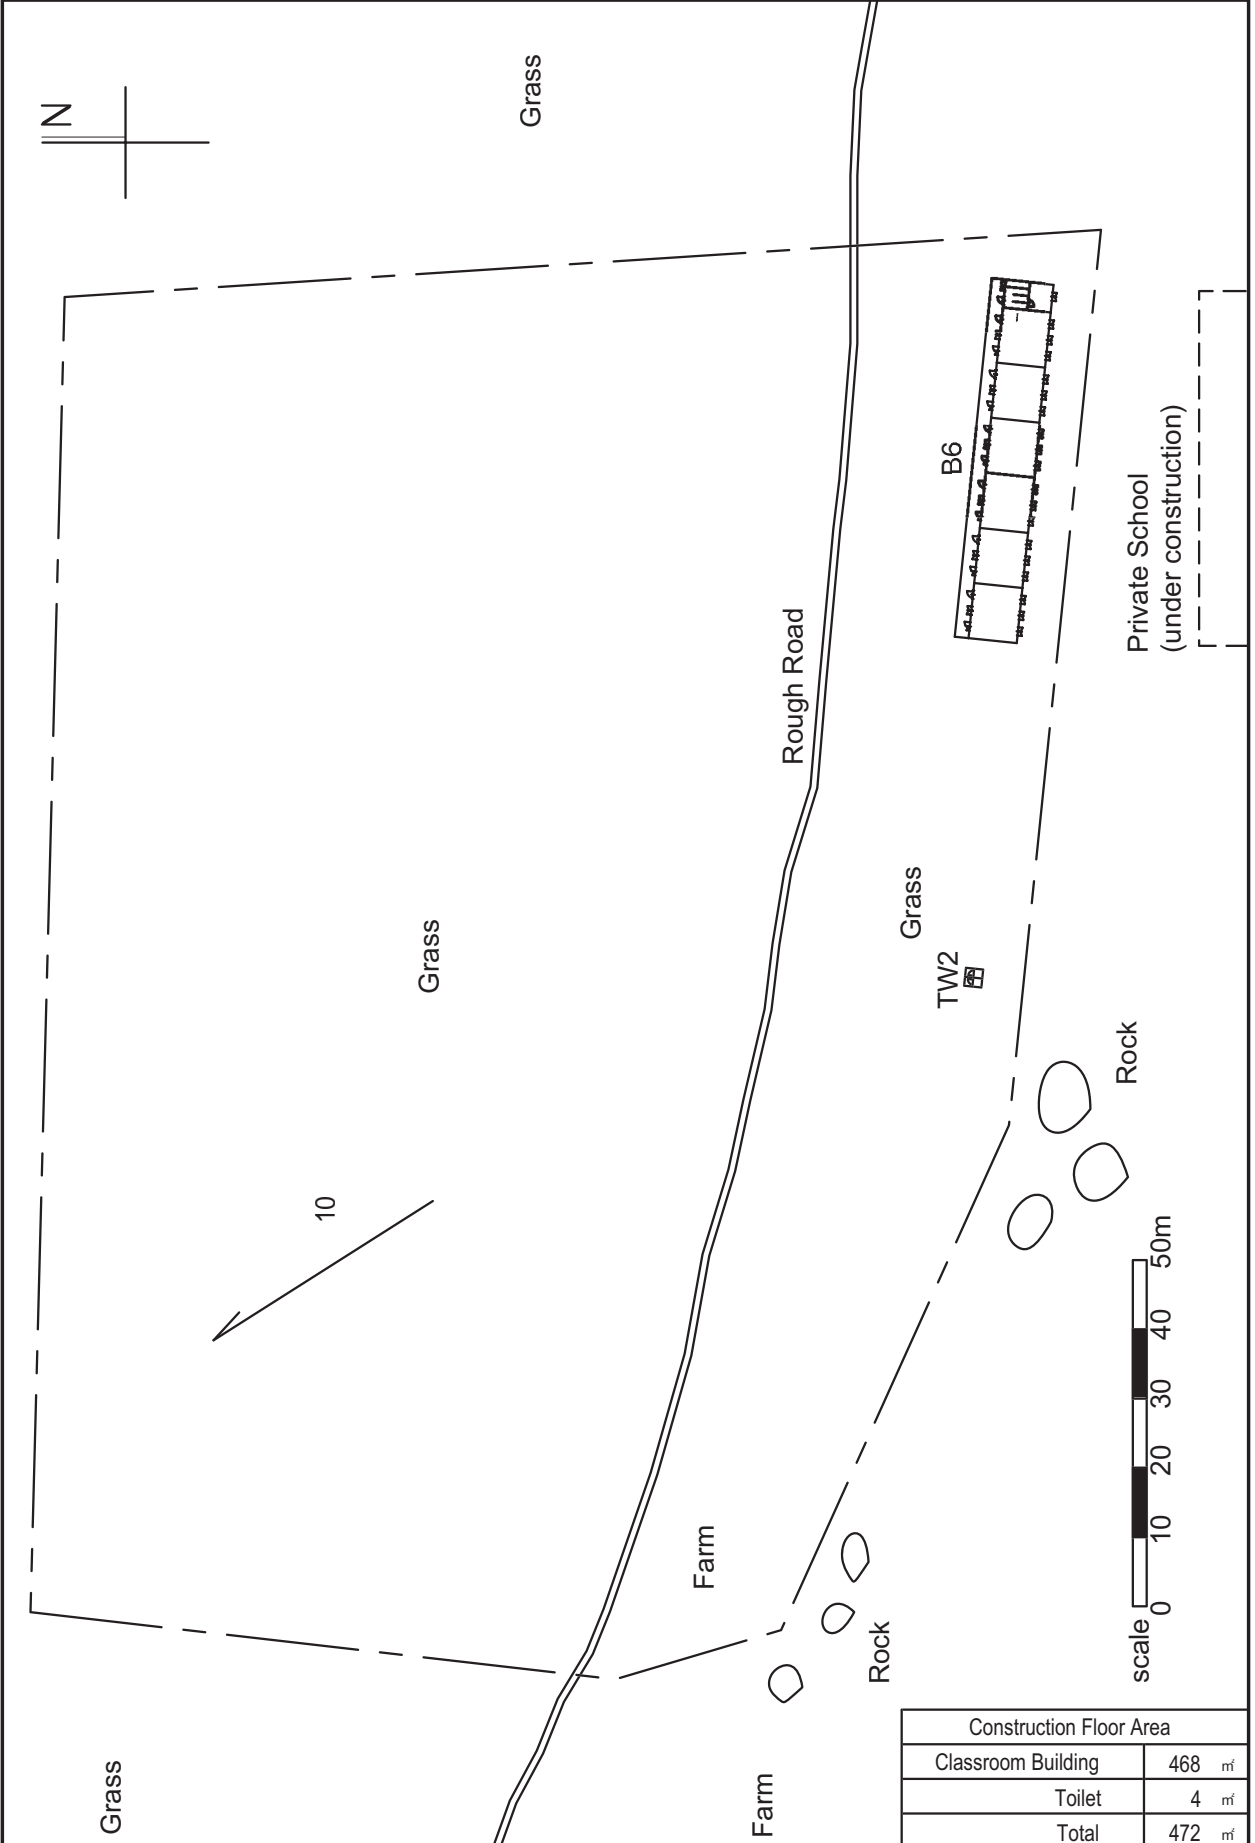 N
Grass
B6
Private School
(under construction)
Rough Road
Grass
Grass
TW2
Rock
10
Farm
Rock
Grass
Farm
scale
0 10 20 30 40 50m
Construction Floor Area
Classroom Building 468 ㎡
Toilet 4 ㎡
Total 472 ㎡